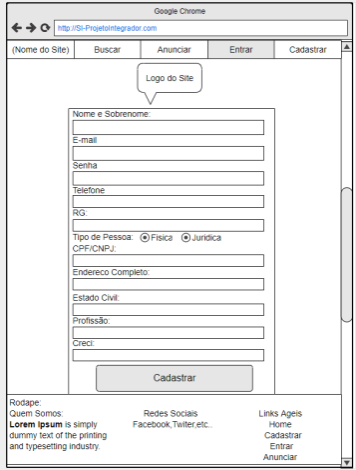 Google Chrome
http://SI-ProjetoIntegrador.com
(Nome do Site) Buscar Anunciar Entrar Cadastrar
Logo do Site
Nome e Sobrenome:
E-mail
Senha
Telefone
RG:
Tipo de Pessoa: Fisica Juridica
CPF/CNPJ:
Endereco Completo:
Estado Civil:
Profissão:
Creci:
Cadastrar
Rodape:
Quem Somos: Redes Sociais Links Ageis
Lorem Ipsum is simply Facebook,Twiter,etc.. Home
dummy text of the printing Cadastrar
and typesetting industry. Entrar
Anunciar